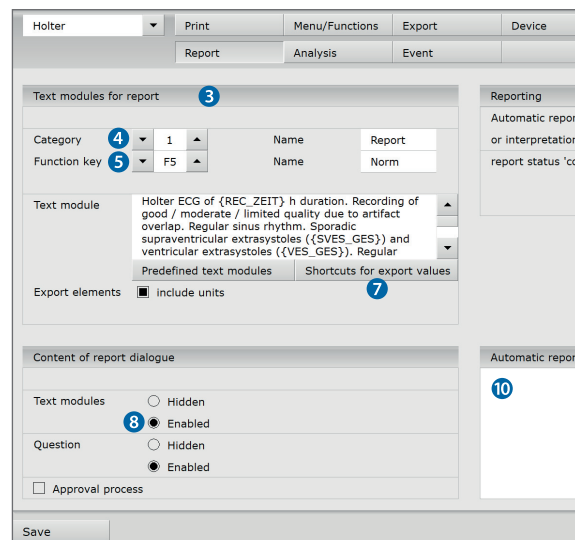 Holter Print Menu/Functions Export Device
Report Analysis Event
Text modules for report 3
Category 4 1 Name Report
Function key 5 F5 Name Norm
Text module
Holter ECG of {REC_ZEIT} h duration. Recording of
good / moderate / limited quality due to artifact
overlap. Regular sinus rhythm. Sporadic
supraventricular extrasystoles ({SVES_GES}) and
ventricular extrasystoles ({VES_GES}). Regular
Predefined text modules Shortcuts for export values
7
Export elements include units
Reporting
Automatic repor
or interpretation
report status 'co
Content of report dialogue
Text modules Hidden
8 Enabled
Question Hidden
Enabled
Approval process
Automatic repor
10
Save